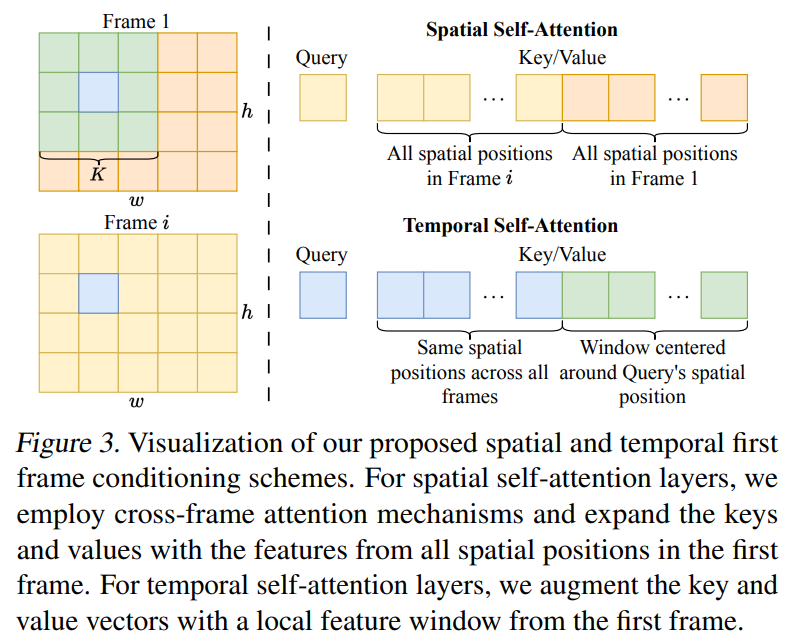 Frame 1
h
K
w
Frame i
h
w
Spatial Self-Attention
Query
Key/Value
...
...
All spatial positions
in Frame i
All spatial positions
in Frame 1
Temporal Self-Attention
Query
Key/Value
...
...
Same spatial
positions across all
frames
Window centered
around Query's spatial
position
Figure 3. Visualization of our proposed spatial and temporal first
frame conditioning schemes. For spatial self-attention layers, we
employ cross-frame attention mechanisms and expand the keys
and values with the features from all spatial positions in the first
frame. For temporal self-attention layers, we augment the key and
value vectors with a local feature window from the first frame.